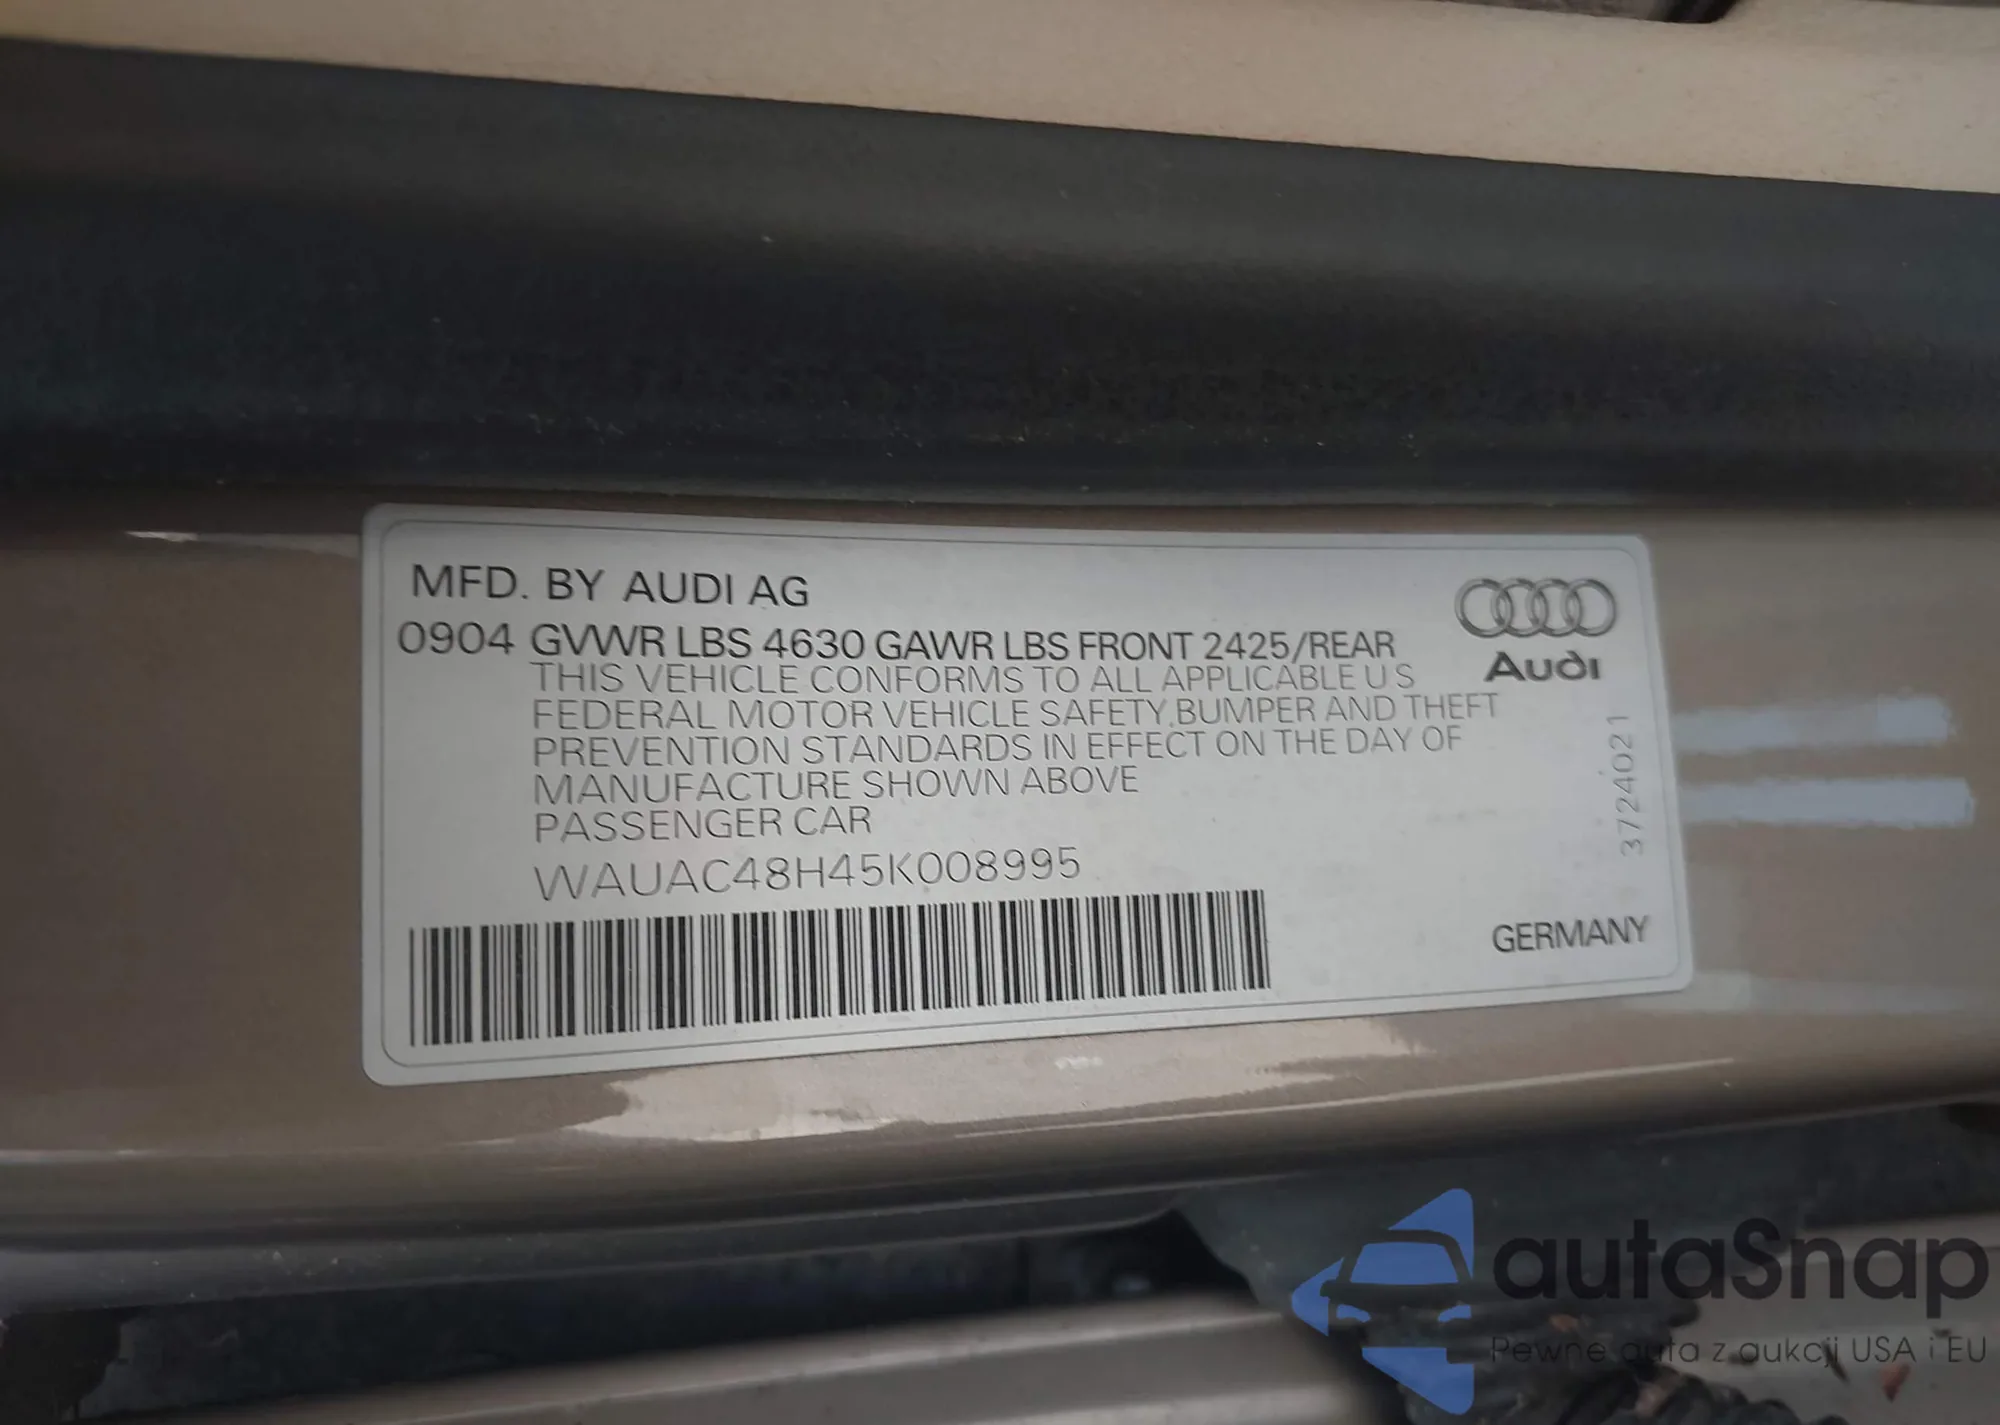 MFD. BY AUDI AG
0904 GVWR LBS 4630 GAWR LBS FRONT 2425/REAR
THIS VEHICLE CONFORMS TO ALL APPLICABLE U S
FEDERAL MOTOR VEHICLE SAFETY,BUMPER AND THEFT
PREVENTION STANDARDS IN EFFECT ON THE DAY OF
MANUFACTURE SHOWN ABOVE
PASSENGER CAR
WAUAC48H45K008995
Audi
3724021
GERMANY
autaSnap
Pewne auta z aukcji USA i EU